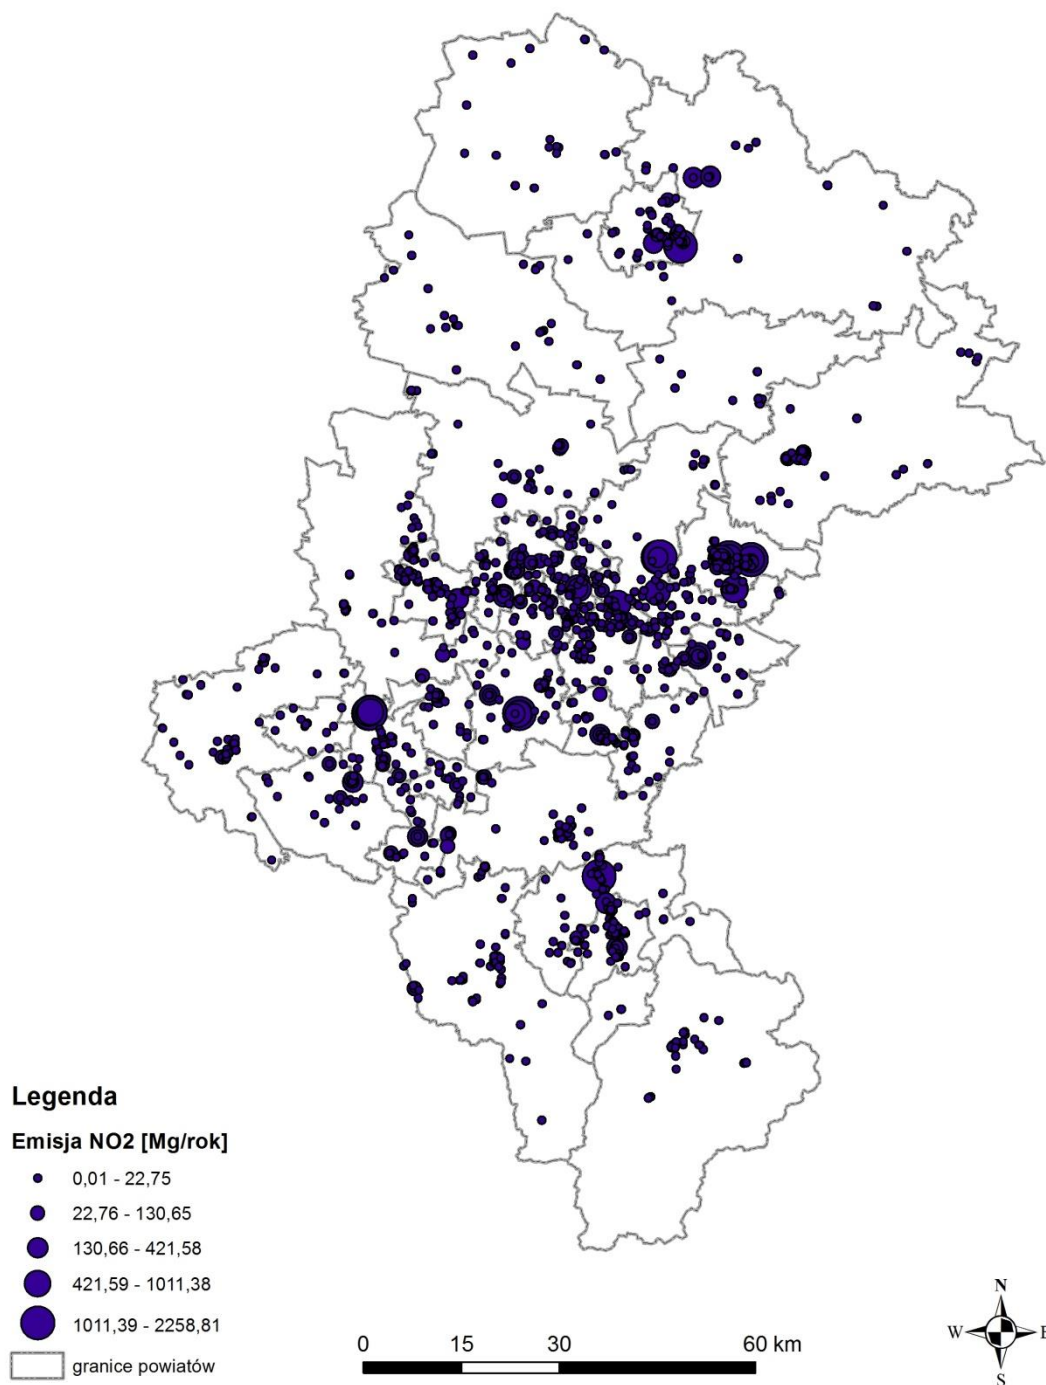 Legenda
Emisja NO2 [Mg/rok]
0,01 - 22,75
22,76 - 130,65
130,66 - 421,58
421,59 - 1011,38
1011,39 - 2258,81
granice powiatów
0 15 30 60 km
N
W E
S